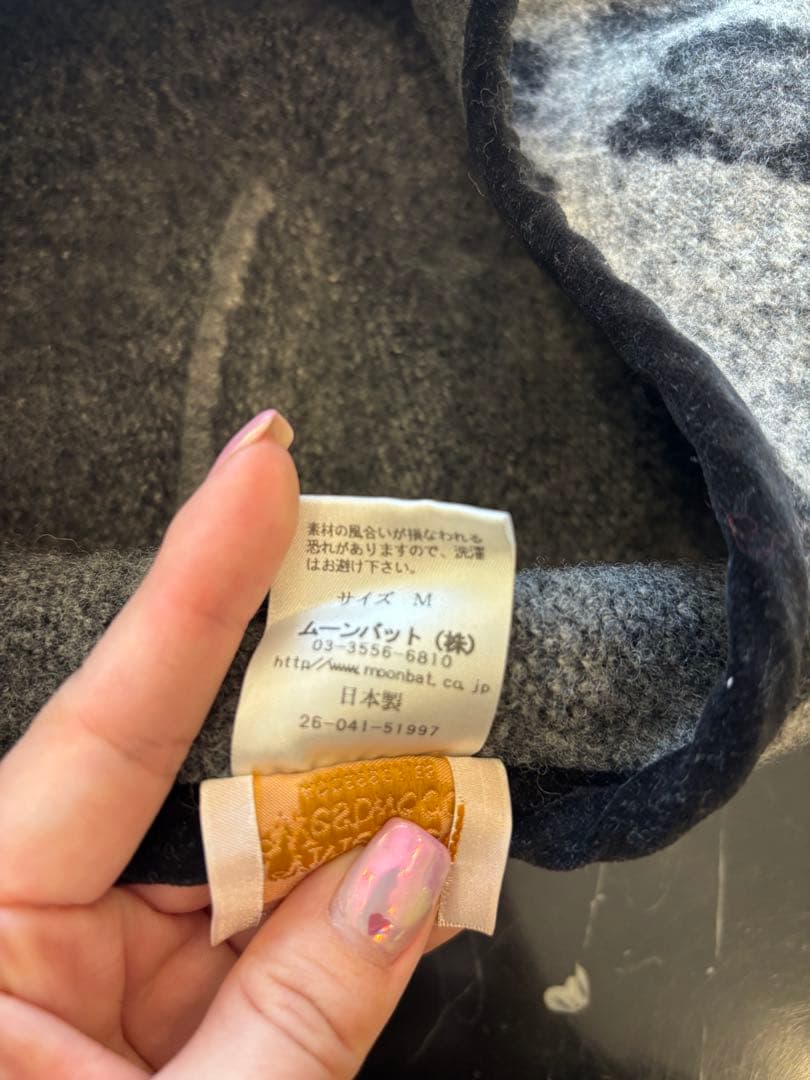 素材の風合いが損なわれる
恐れがありますので、洗濯
はお避け下さい。
サイズ M
ムーンバット（株）
03-3556-6810
http//www.moonbat.co.jp
日本製
26-041-51997